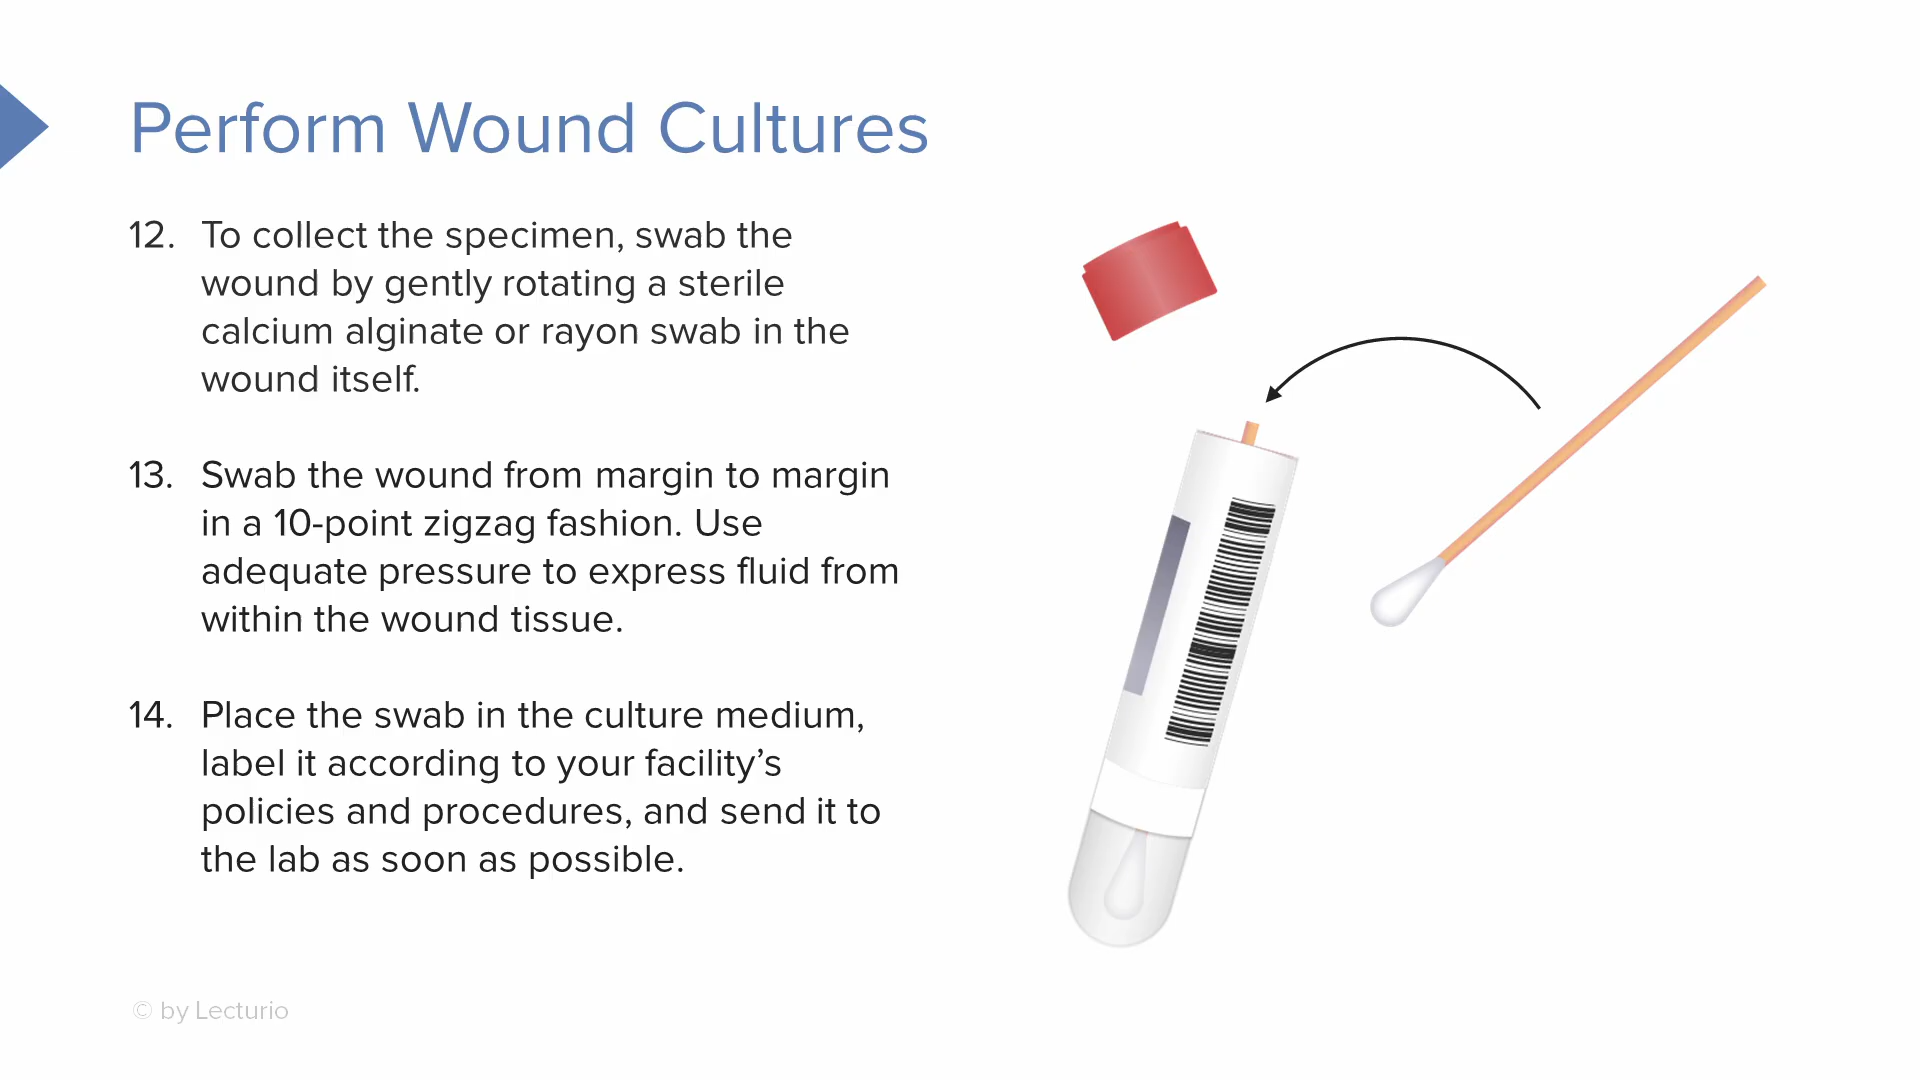 Perform Wound Cultures
12. To collect the specimen, swab the
wound by gently rotating a sterile
calcium alginate or rayon swab in the
wound itself.
13. Swab the wound from margin to margin
in a 10-point zigzag fashion. Use
adequate pressure to express fluid from
within the wound tissue.
14. Place the swab in the culture medium,
label it according to your facility’s
policies and procedures, and send it to
the lab as soon as possible.
© by Lecturio